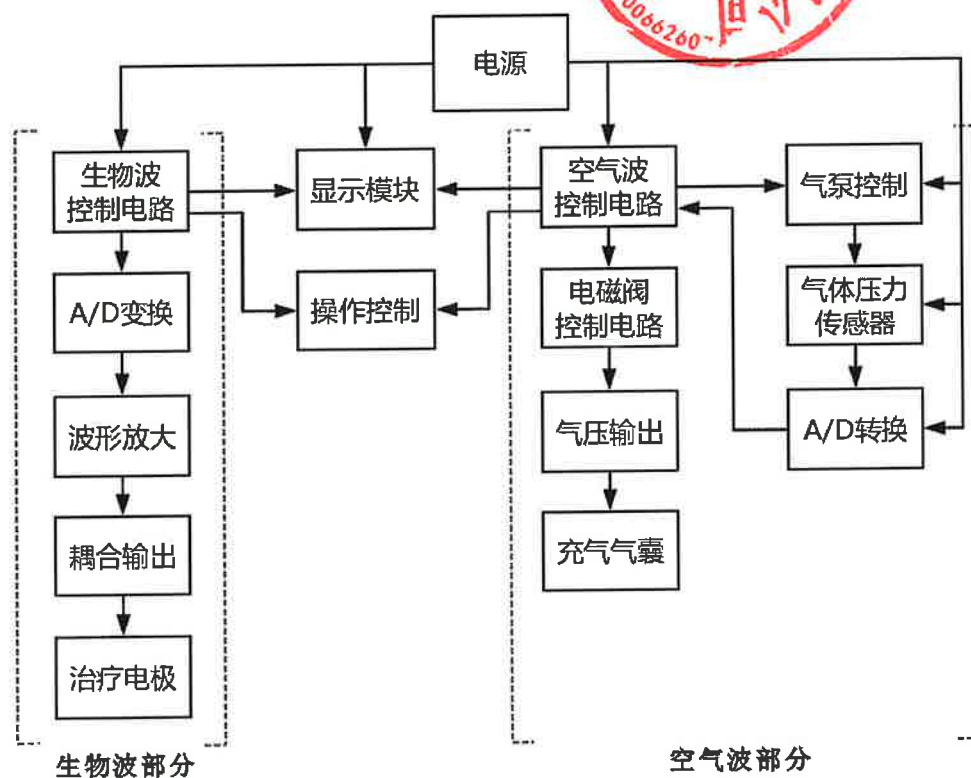 0066260-
电源
生物波
控制电路
显示模块
空气波
控制电路
气泵控制
A/D变换
操作控制
电磁阀
控制电路
气体压力
传感器
波形放大
气压输出
A/D转换
耦合输出
充气气囊
治疗电极
生物波部分
空气波部分